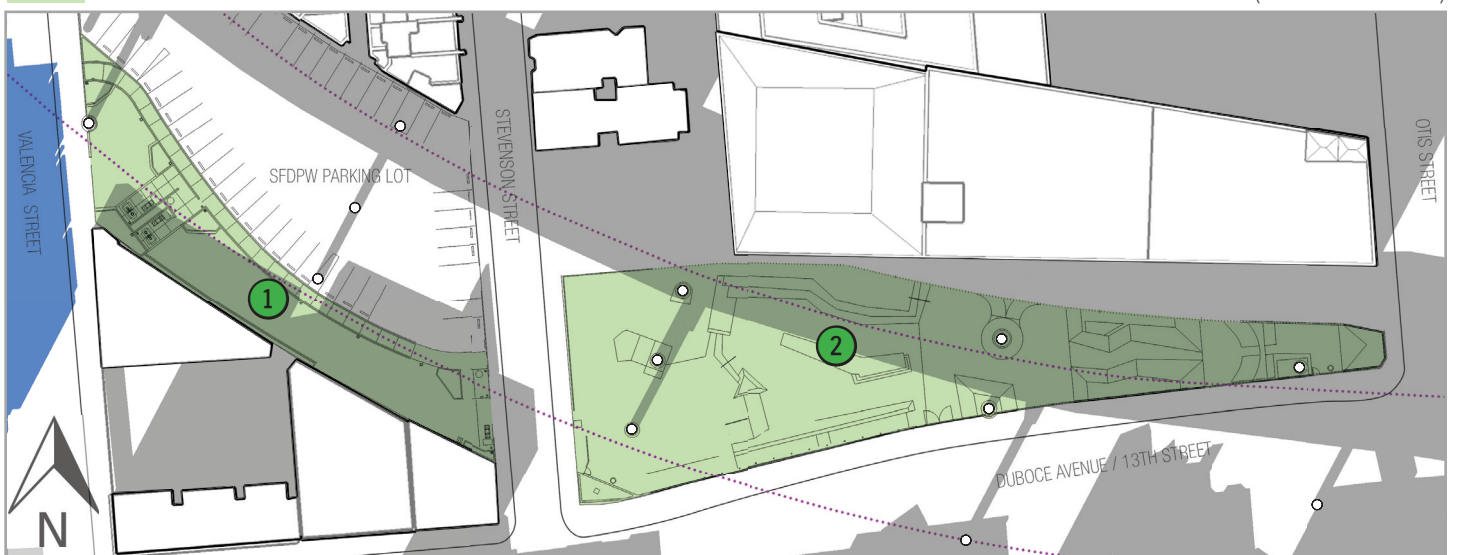 VALENCIA STREET
SFDPW PARKING LOT
STEVENSON STREET
OTIS STREET
1
2
DUBOCE AVENUE / 13TH STREET
N